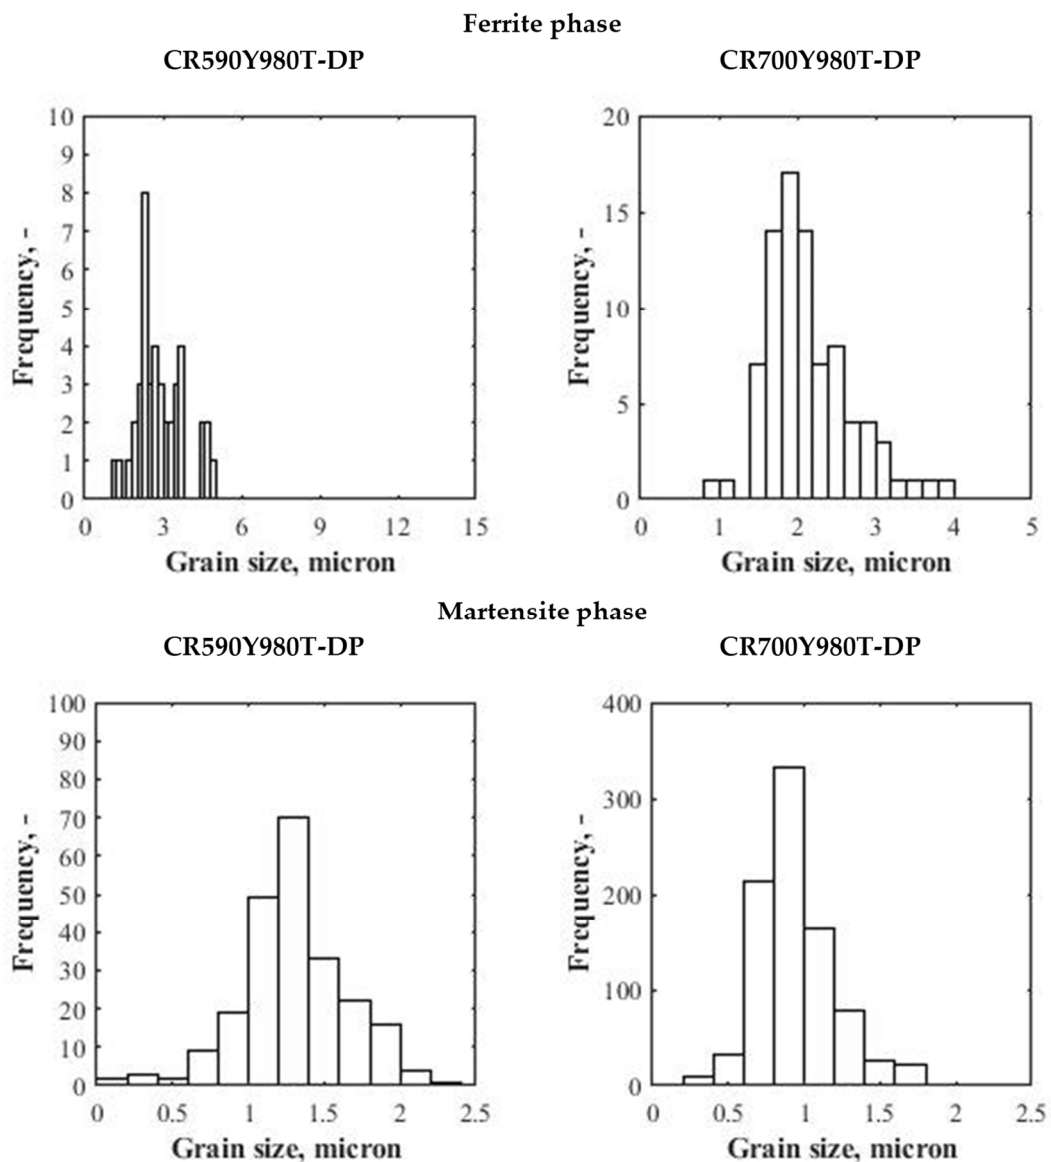 Ferrite phase
CR590Y980T-DP
CR700Y980T-DP
10
9
8
7
6
5
4
3
2
1
0
Frequency, -
0 3 6 9 12 15
Grain size, micron
20
15
10
5
0
Frequency, -
0 1 2 3 4 5
Grain size, micron
Martensite phase
CR590Y980T-DP
CR700Y980T-DP
100
90
80
70
60
50
40
30
20
10
0
Frequency, -
0 0.5 1 1.5 2 2.5
Grain size, micron
400
300
200
100
0
Frequency, -
0 0.5 1 1.5 2 2.5
Grain size, micron